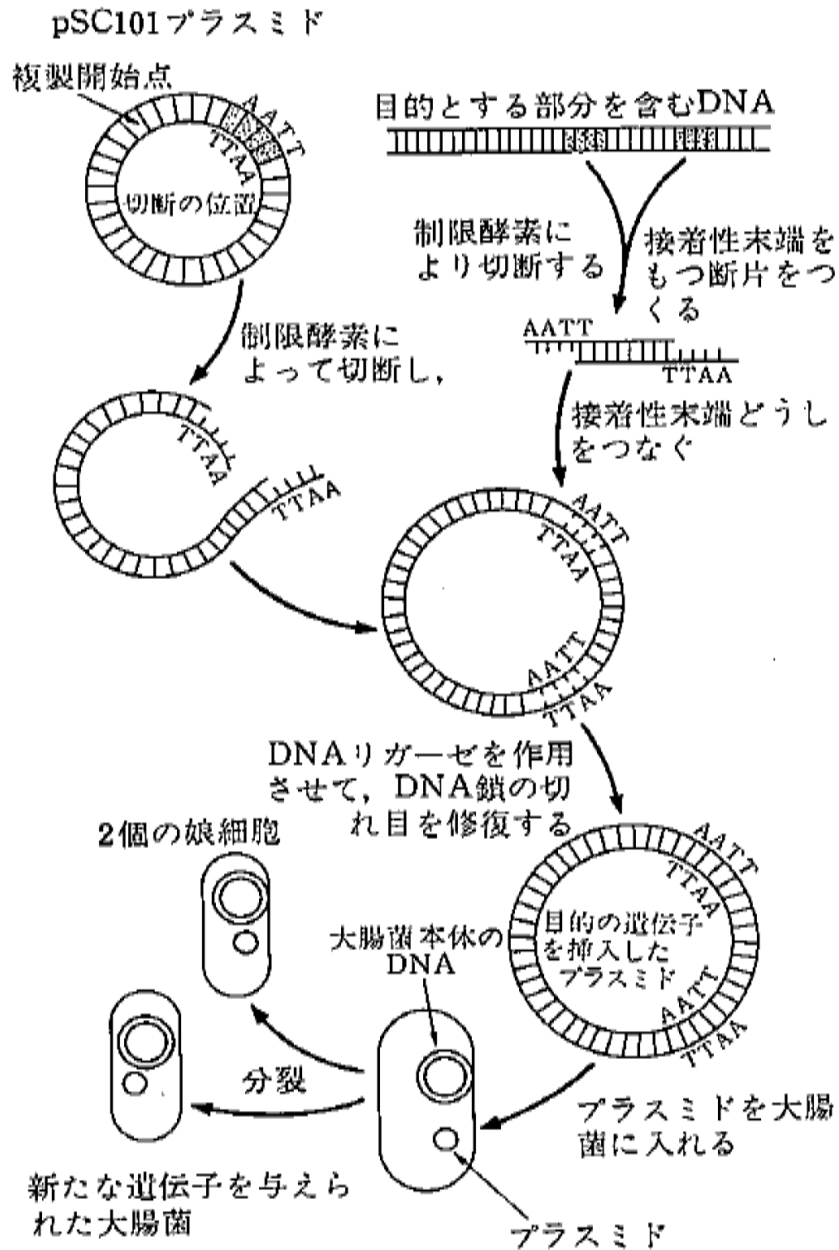 pSC101プラスミド
複製開始点
AATT
TTAA
切断の位置
目的とする部分を含むDNA
制限酵素に
より切断する
接着性末端を
もつ断片をつ
くる
AATT
TTAA
制限酵素に
よって切断し,
TTAA
TTAA
接着性末端どうし
をつなぐ
AATT
TTAA
AATT
TTAA
DNAリガーゼを作用
させて, DNA鎖の切
れ目を修復する
AATT
TTAA
目的の遺伝子
を挿入した
プラスミド
AATT
TTAA
2個の娘細胞
大腸菌本体の
DNA
分裂
プラスミドを大腸
菌に入れる
新たな遺伝子を与えら
れた大腸菌
プラスミド